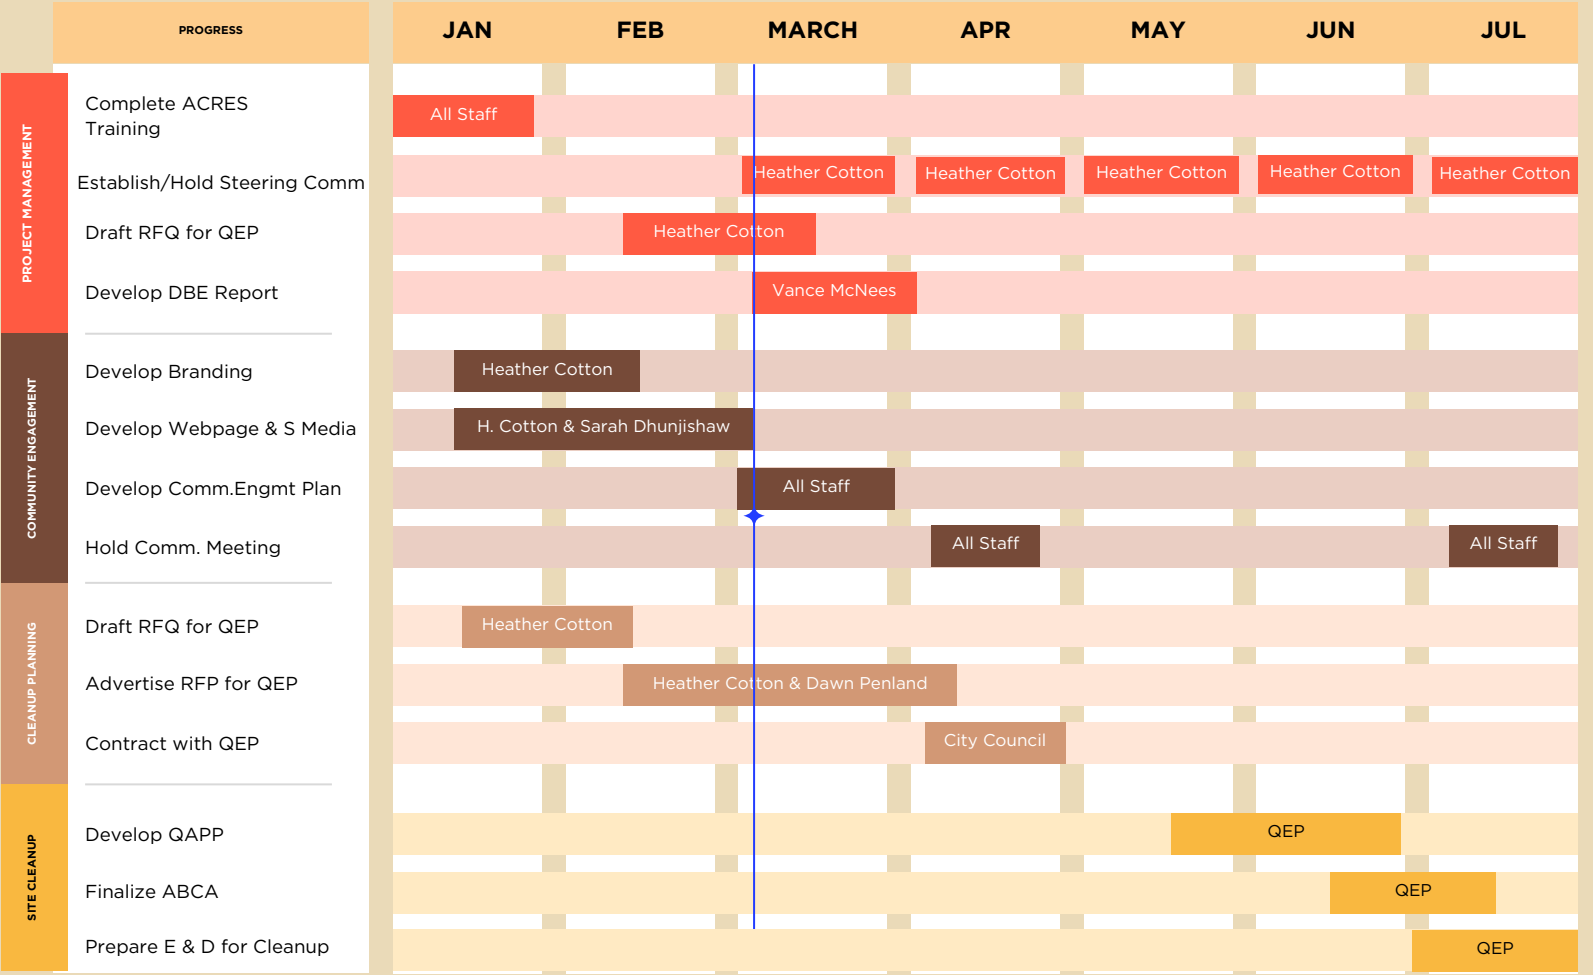 PROGRESS
JAN FEB MARCH APR MAY JUN JUL
PROJECT MANAGEMENT
Complete ACRES
Training
All Staff
Establish/Hold Steering Comm
Heather Cotton Heather Cotton Heather Cotton Heather Cotton Heather Cotton
Draft RFQ for QEP
Heather Cotton
Develop DBE Report
Vance McNees
COMMUNITY ENGAGEMENT
Develop Branding
Heather Cotton
Develop Webpage & S Media
H. Cotton & Sarah Dhunjishaw
Develop Comm.Engmt Plan
All Staff
Hold Comm. Meeting
All Staff All Staff
CLEANUP PLANNING
Draft RFQ for QEP
Heather Cotton
Advertise RFP for QEP
Heather Cotton & Dawn Penland
Contract with QEP
City Council
SITE CLEANUP
Develop QAPP
QEP
Finalize ABCA
QEP
Prepare E & D for Cleanup
QEP